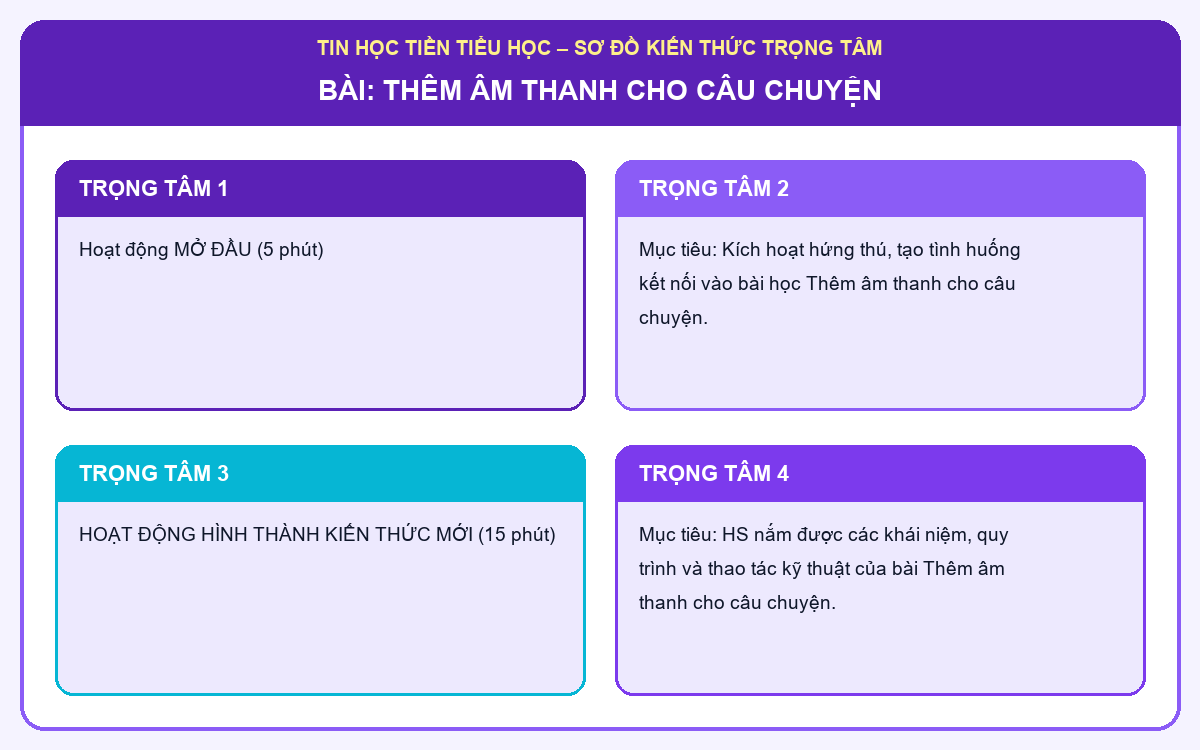 TIN HỌC TIỀN TIỂU HỌC – SƠ ĐỒ KIẾN THỨC TRỌNG TÂM
BÀI: THÊM ÂM THANH CHO CÂU CHUYỆN
TRỌNG TÂM 1
Hoạt động MỞ ĐẦU (5 phút)
TRỌNG TÂM 2
Mục tiêu: Kích hoạt hứng thú, tạo tình huống
kết nối vào bài học Thêm âm thanh cho câu
chuyện.
TRỌNG TÂM 3
HOẠT ĐỘNG HÌNH THÀNH KIẾN THỨC MỚI (15 phút)
TRỌNG TÂM 4
Mục tiêu: HS nắm được các khái niệm, quy
trình và thao tác kỹ thuật của bài Thêm âm
thanh cho câu chuyện.